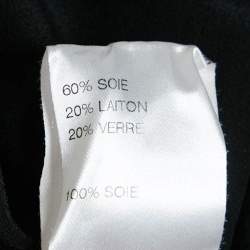 60% SOIE
20% LAITON
20% VERRE
100% SOIE